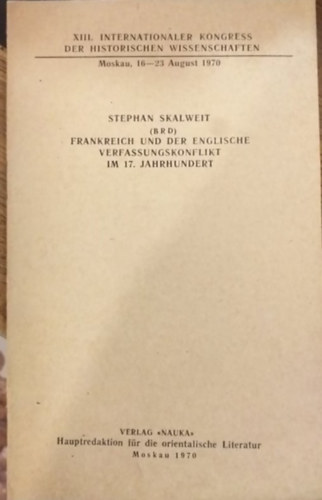 XIII. INTERNATIONALER KONGRESS
DER HISTORISCHEN WISSENSCHAFTEN
Moskau, 16—23 August 1970
STEPHAN SKALWEIT
(BRD)
FRANKREICH UND DER ENGLISCHE
VERFASSUNGSKONFLIKT
IM 17. JAHRHUNDERT
VERLAG «NAUKA»
Hauptredaktion für die orientalische Literatur
Moskau 1970